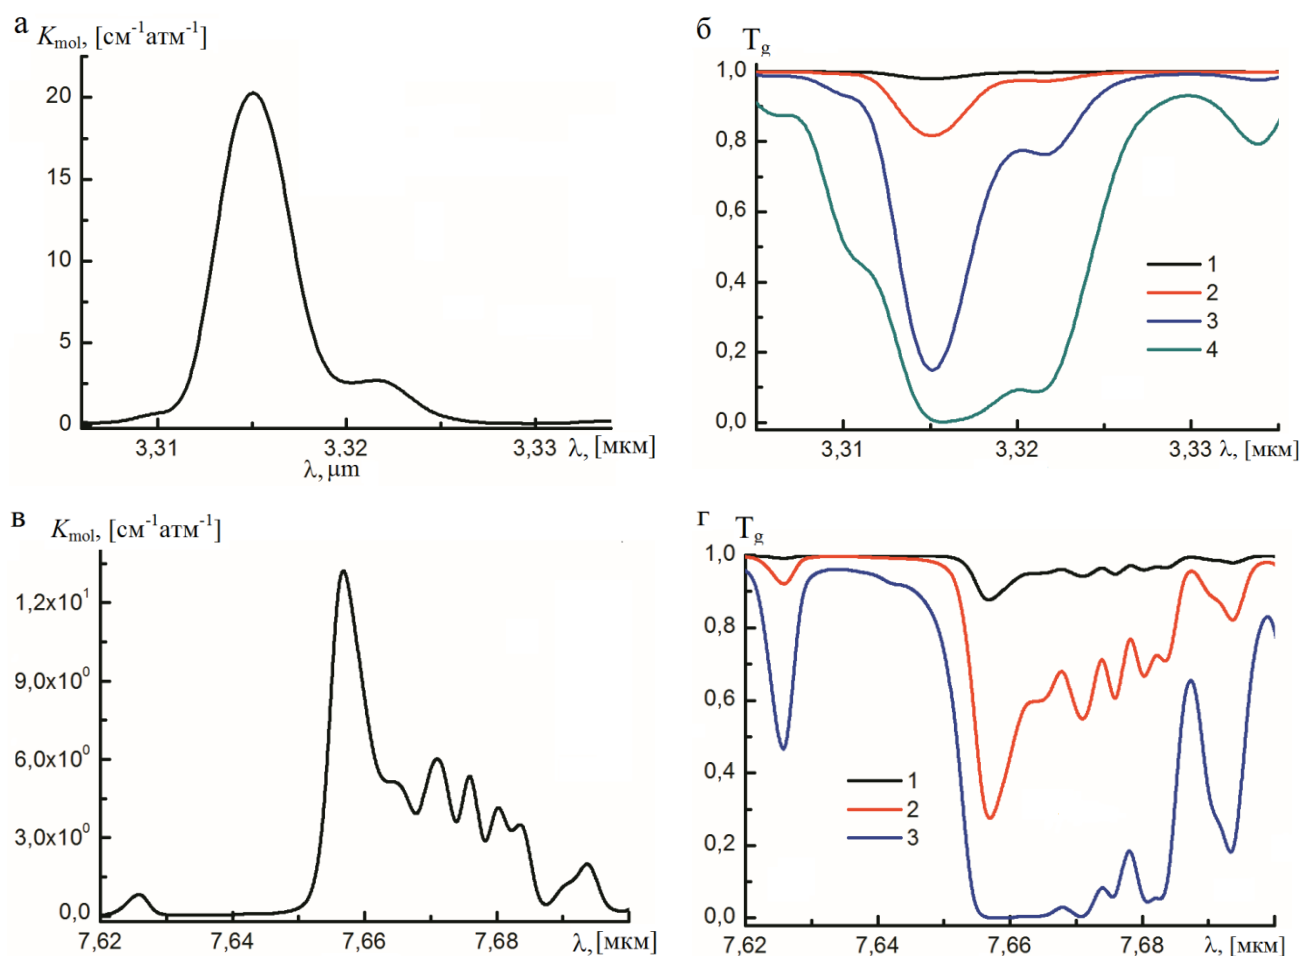 а
K_mol, [см⁻¹атм⁻¹]
20
15
10
5
0
3,31
3,32
3,33
λ, [мкм]
λ, μm
б
T_g
1,0
0,8
0,6
0,4
0,2
0,0
1
2
3
4
3,31
3,32
3,33
λ, [мкм]
в
K_mol, [см⁻¹атм⁻¹]
1,2x10¹
9,0x10⁰
6,0x10⁰
3,0x10⁰
0,0
7,62
7,64
7,66
7,68
λ, [мкм]
г
T_g
1,0
0,8
0,6
0,4
0,2
0,0
1
2
3
7,62
7,64
7,66
7,68
λ, [мкм]